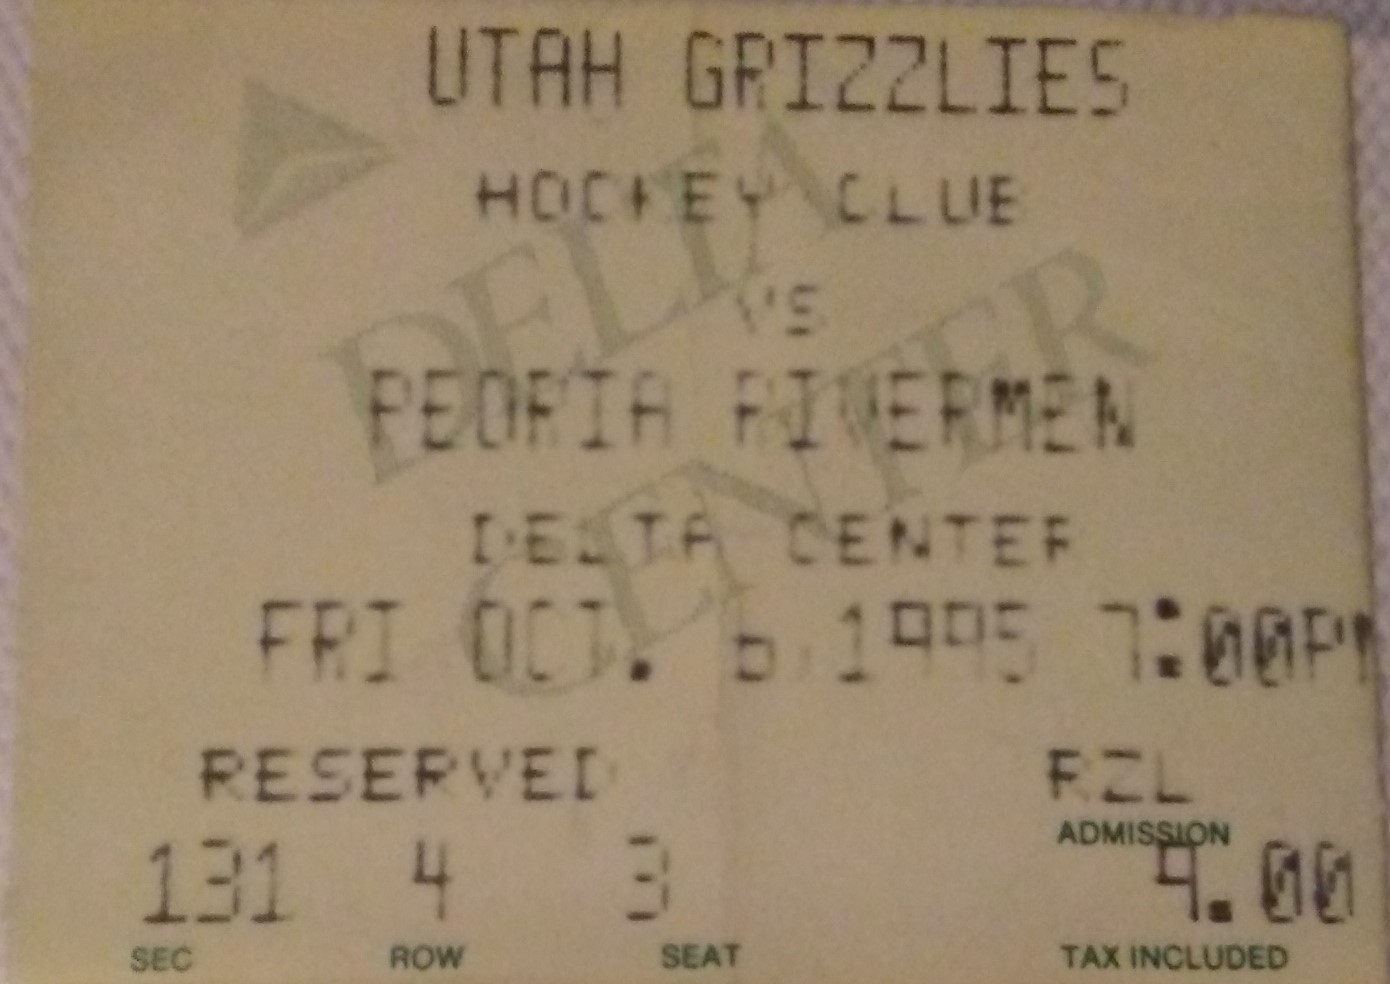 UTAH GRIZZLIES
HOCKEY CLUB
VS
PEORIA RIVERMEN
DELTA CENTER
DELTA CENTER
FRI OCT. 6, 1995 7:00PM
RESERVED RZL
ADMISSION
131 4 3 9.00
SEC ROW SEAT TAX INCLUDED